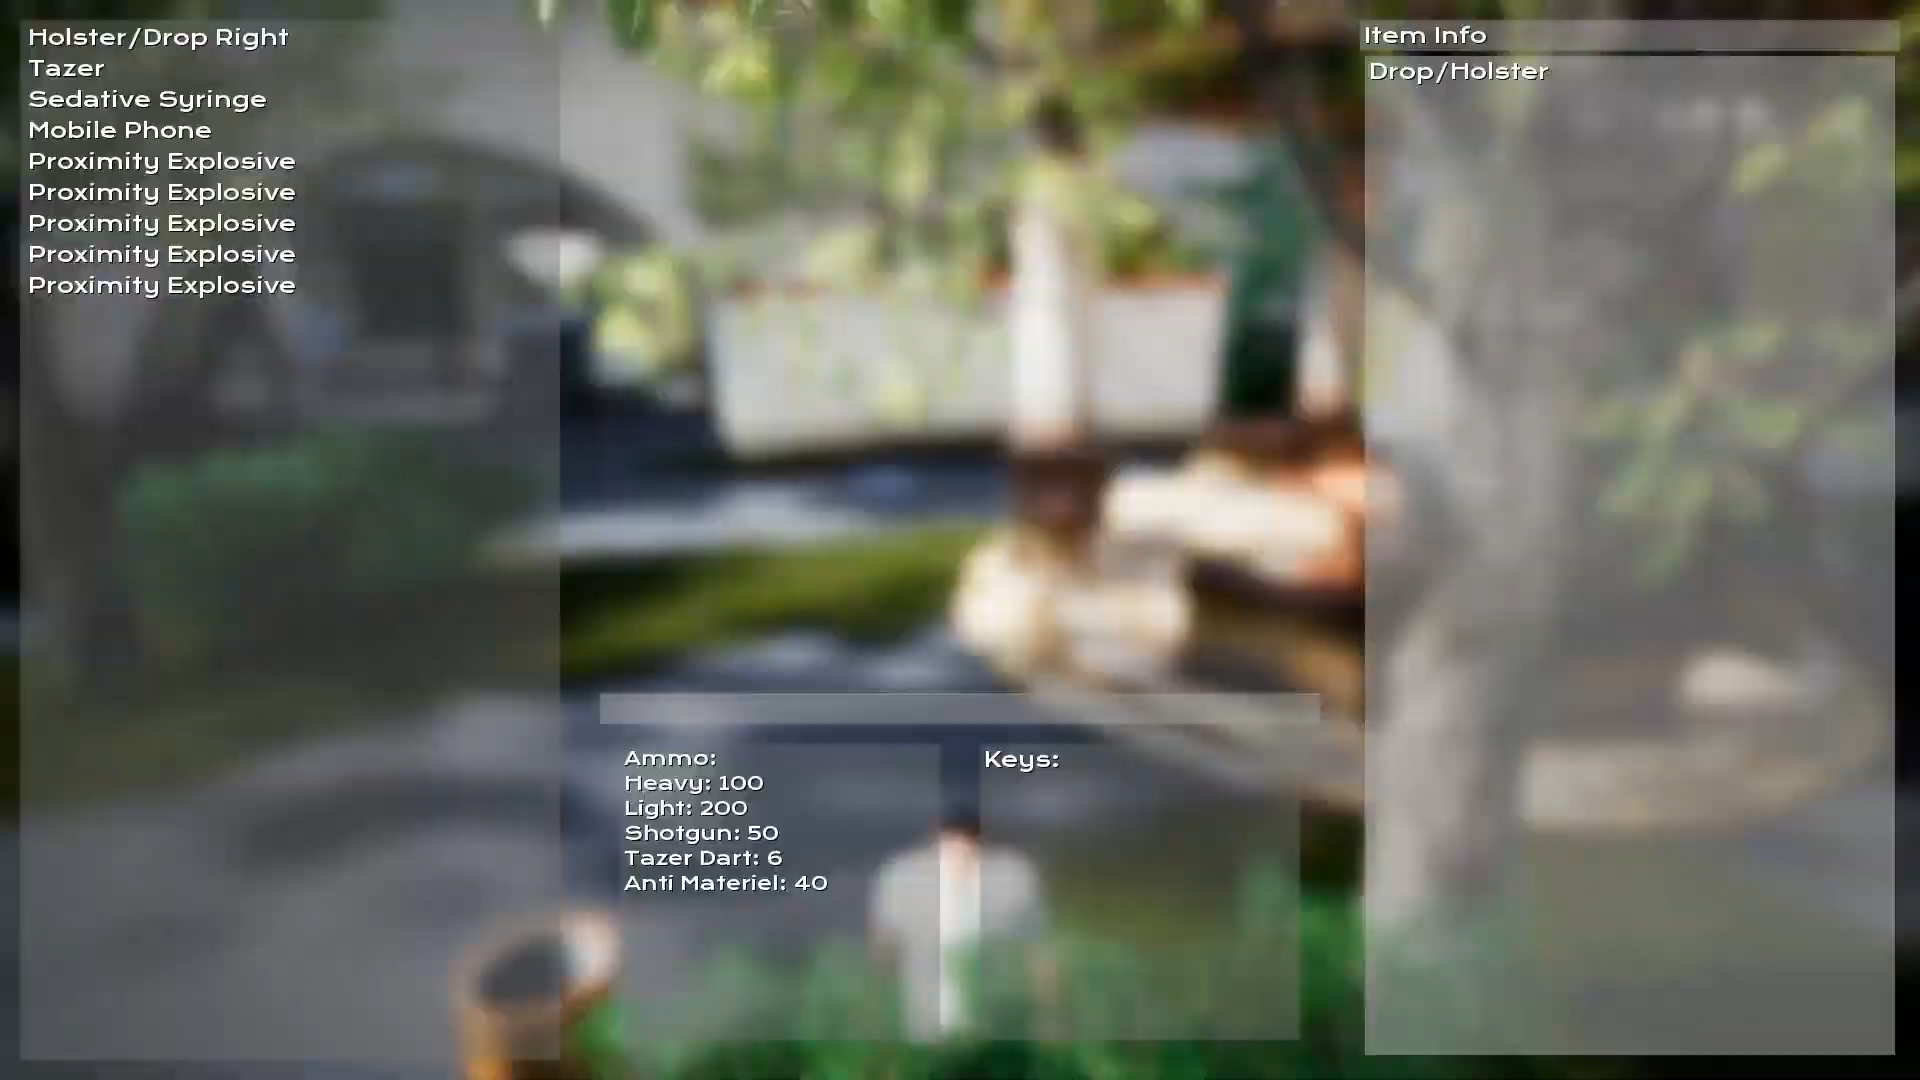 Holster/Drop Right
Tazer
Sedative Syringe
Mobile Phone
Proximity Explosive
Proximity Explosive
Proximity Explosive
Proximity Explosive
Proximity Explosive
Ammo:
Heavy: 100
Light: 200
Shotgun: 50
Tazer Dart: 6
Anti Materiel: 40
Keys:
Item Info
Drop/Holster